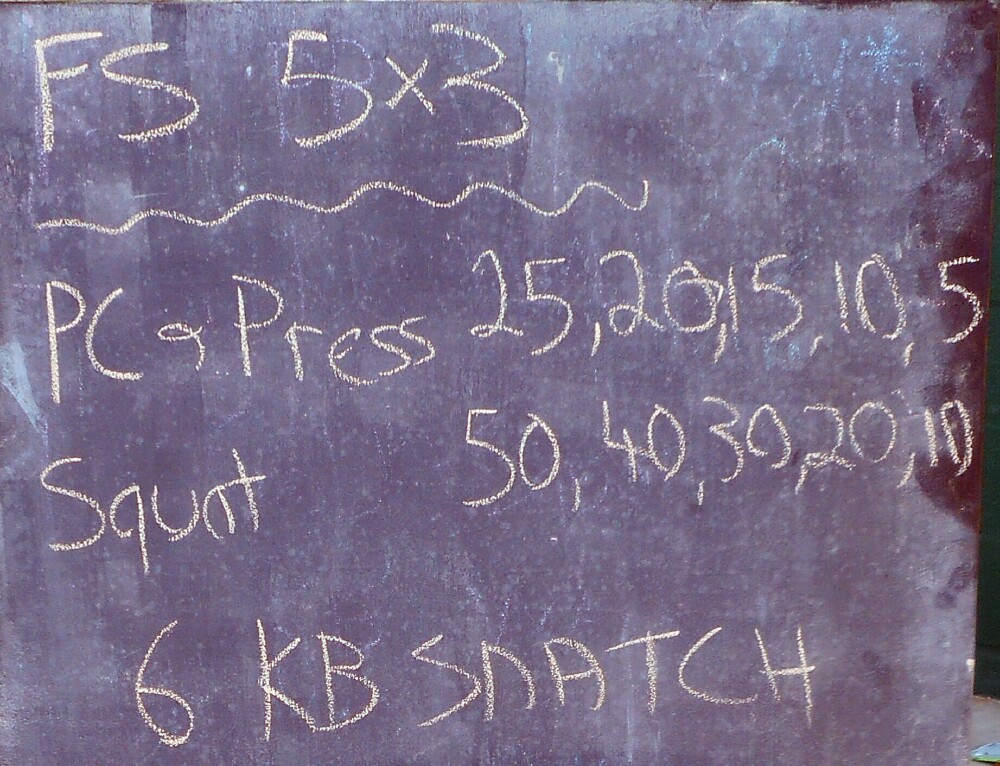 FS 5x3
PC & Press 25, 20, 15, 10, 5
Squat 50, 40, 30, 20, 10
6 KB SNATCH